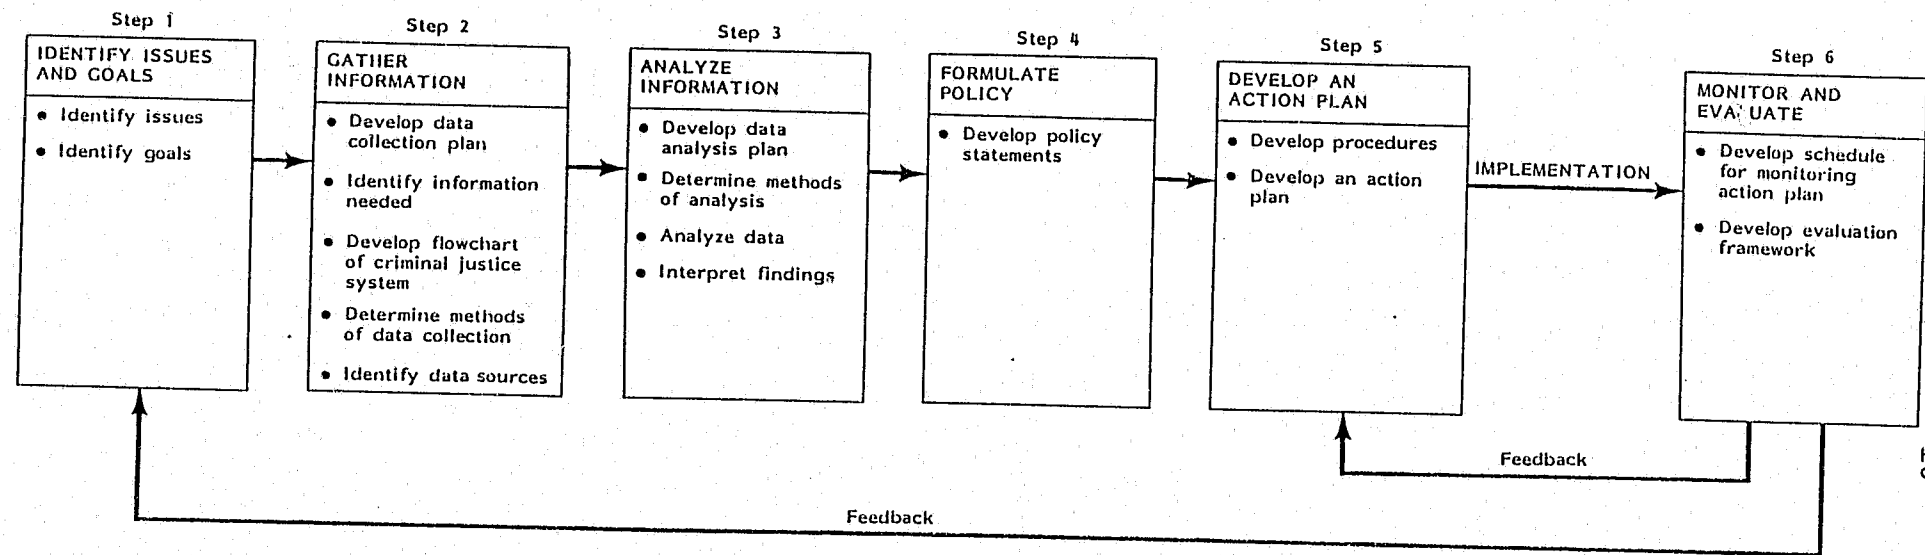 Step 1
IDENTIFY ISSUES
AND GOALS
• Identify issues
• Identify goals
Step 2
GATHER
INFORMATION
• Develop data
collection plan
• Identify information
needed
• Develop flowchart
of criminal justice
system
• Determine methods
of data collection
• Identify data sources
Step 3
ANALYZE
INFORMATION
• Develop data
analysis plan
• Determine methods
of analysis
• Analyze data
• Interpret findings
Step 4
FORMULATE
POLICY
• Develop policy
statements
Step 5
DEVELOP AN
ACTION PLAN
• Develop procedures
• Develop an action
plan
IMPLEMENTATION
Step 6
MONITOR AND
EVALUATE
• Develop schedule
for monitoring
action plan
• Develop evaluation
framework
Feedback
Feedback